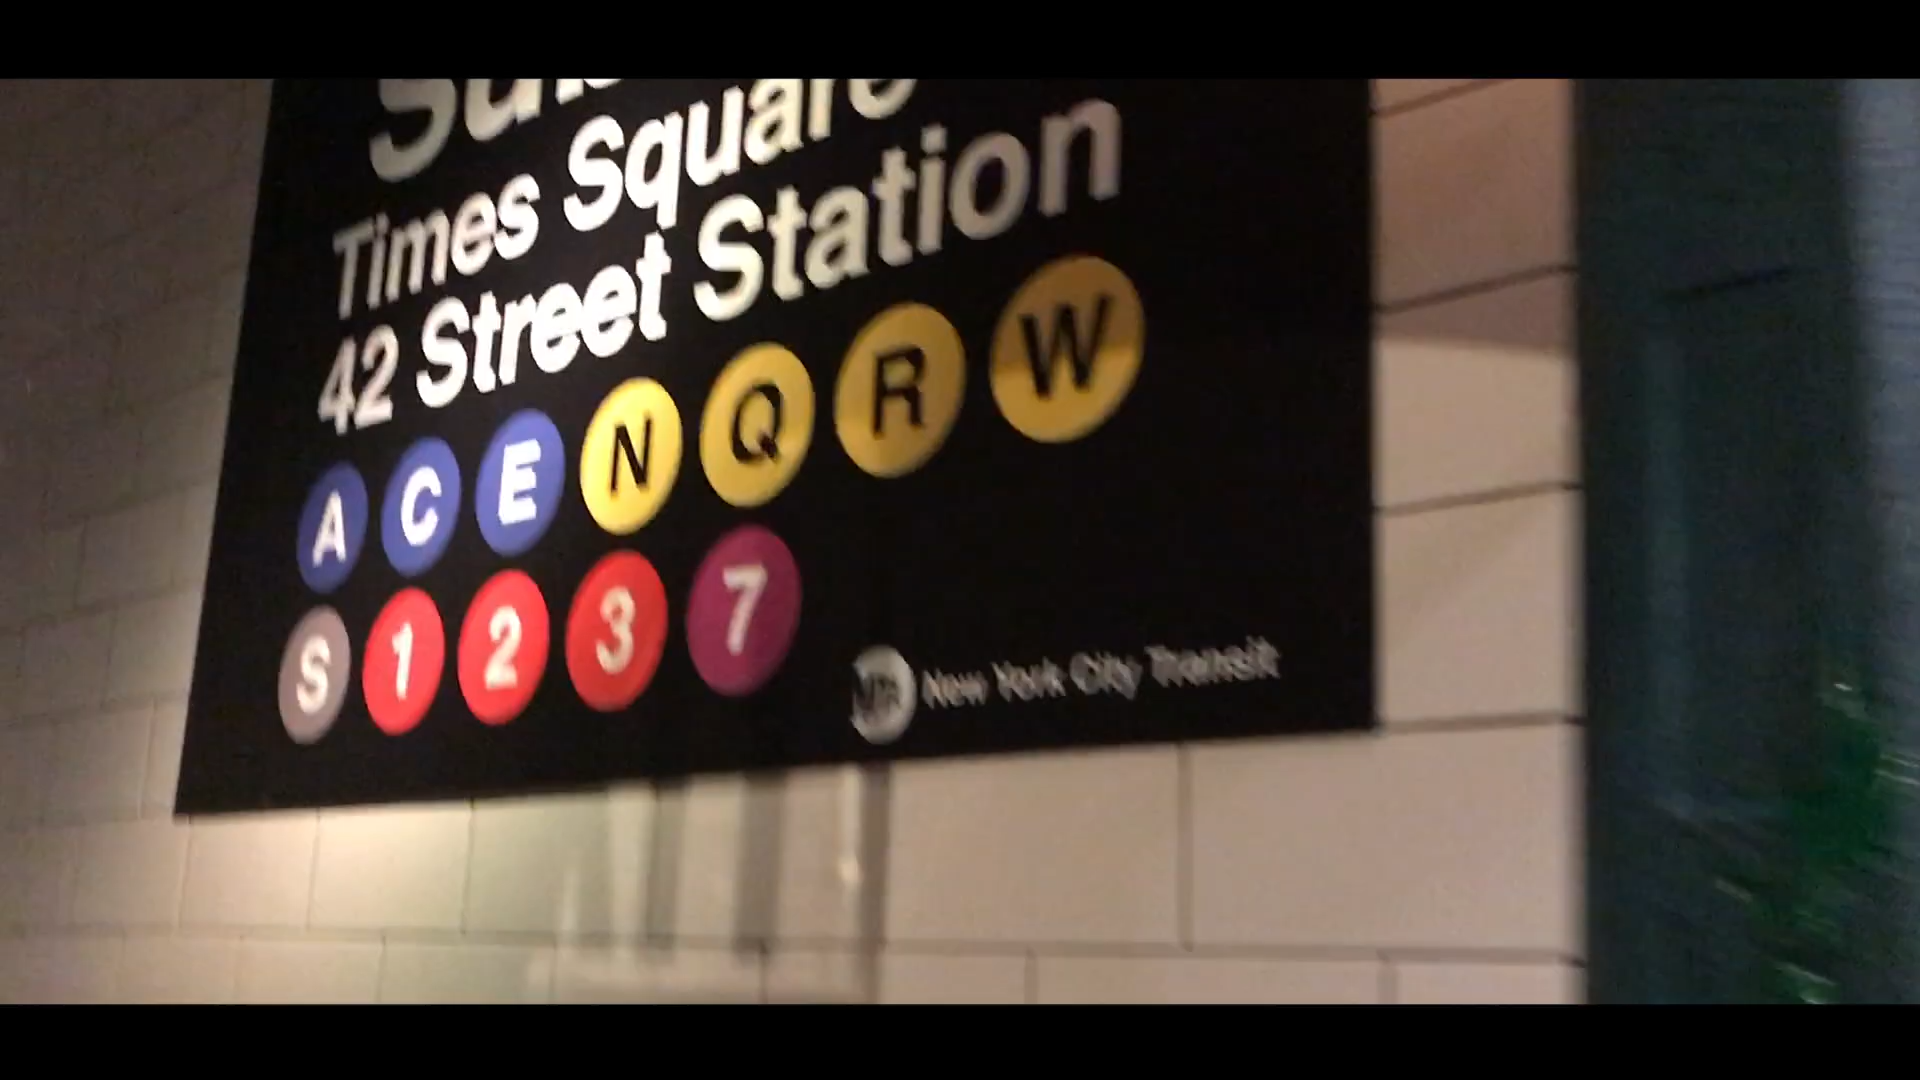 Times Square
42 Street Station
A C E N Q R W
S 1 2 3 7
New York City Transit